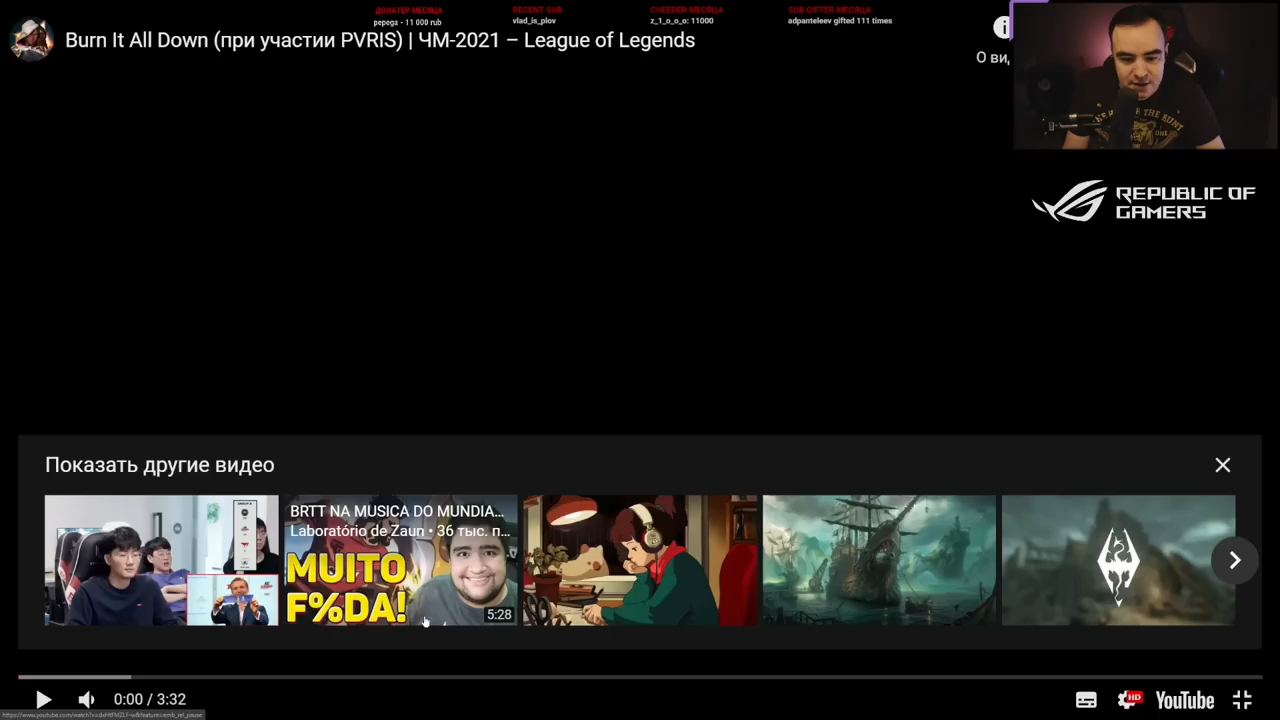 ДОНАТЕР МЕСЯЦА
pepega - 11 000 rub
RECENT SUB
vlad_is_plov
CHEEPER МЕСЯЦА
z_1_o_o_o: 11000
SUB GIFTER МЕСЯЦА
adpanteleev gifted 111 times
Burn It All Down (при участии PVRIS) | ЧМ-2021 – League of Legends
О ви
REPUBLIC OF
GAMERS
Показать другие видео
BRTT NA MUSICA DO MUNDIA...
Laboratório de Zaun • 36 тыс. п...
MUITO
F%DA!
5:28
0:00 / 3:32
HD
YouTube